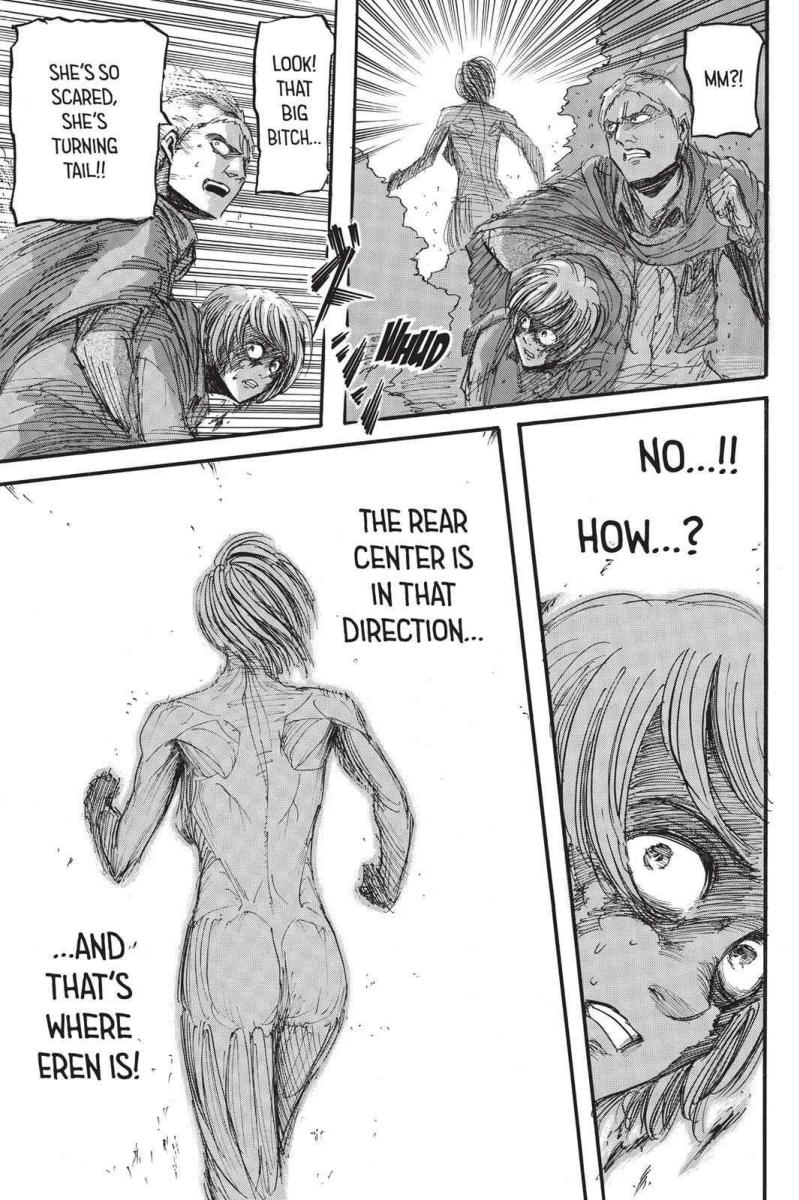 MM?!
LOOK!
THAT
BIG
BITCH...
SHE'S SO
SCARED,
SHE'S
TURNING
TAIL!!
WHUD
NO...!!
HOW...?
THE REAR
CENTER IS
IN THAT
DIRECTION...
...AND
THAT'S
WHERE
EREN IS!